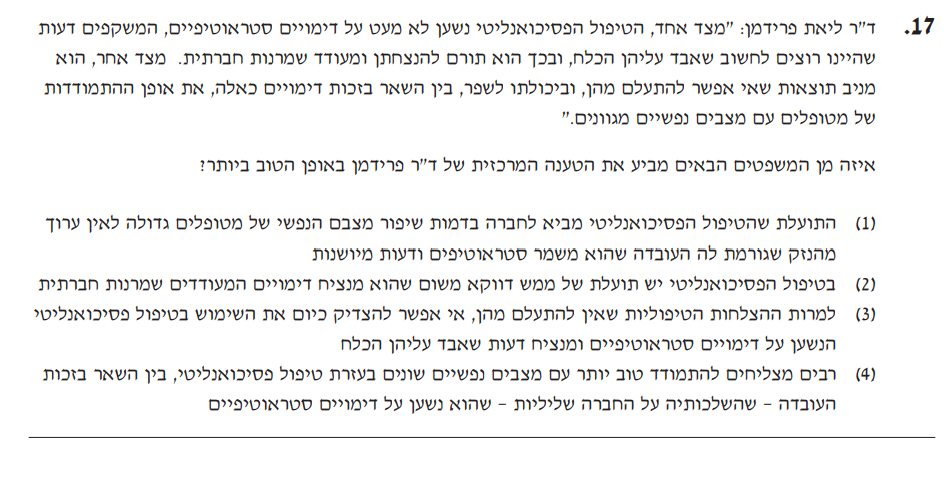 17. ד"ר ליאת פרידמן: "מצד אחד, הטיפול הפסיכואנליטי נשען לא מעט על דימויים סטראוטיפיים, המשקפים דעות
שהיינו רוצים לחשוב שאבד עליהן הכלח, ובכך הוא תורם להנצחתן ומעודד שמרנות חברתית. מצד אחר, הוא
מניב תוצאות שאי אפשר להתעלם מהן, וביכולתו לשפר, בין השאר בזכות דימויים כאלה, את אופן ההתמודדות
של מטופלים עם מצבים נפשיים מגוונים."
איזה מן המשפטים הבאים מביע את הטענה המרכזית של ד"ר פרידמן באופן הטוב ביותר?
(1) התועלת שהטיפול הפסיכואנליטי מביא לחברה בדמות שיפור מצבם הנפשי של מטופלים גדולה לאין ערוך
מהנזק שגורמת לה העובדה שהוא משמר סטראוטיפים ודעות מיושנות
(2) בטיפול הפסיכואנליטי יש תועלת של ממש דווקא משום שהוא מנציח דימויים המעודדים שמרנות חברתית
(3) למרות ההצלחות הטיפוליות שאין להתעלם מהן, אי אפשר להצדיק כיום את השימוש בטיפול פסיכואנליטי
הנשען על דימויים סטראוטיפיים ומנציח דעות שאבד עליהן הכלח
(4) רבים מצליחים להתמודד טוב יותר עם מצבים נפשיים שונים בעזרת טיפול פסיכואנליטי, בין השאר בזכות
העובדה – שהשלכותיה על החברה שליליות – שהוא נשען על דימויים סטראוטיפיים